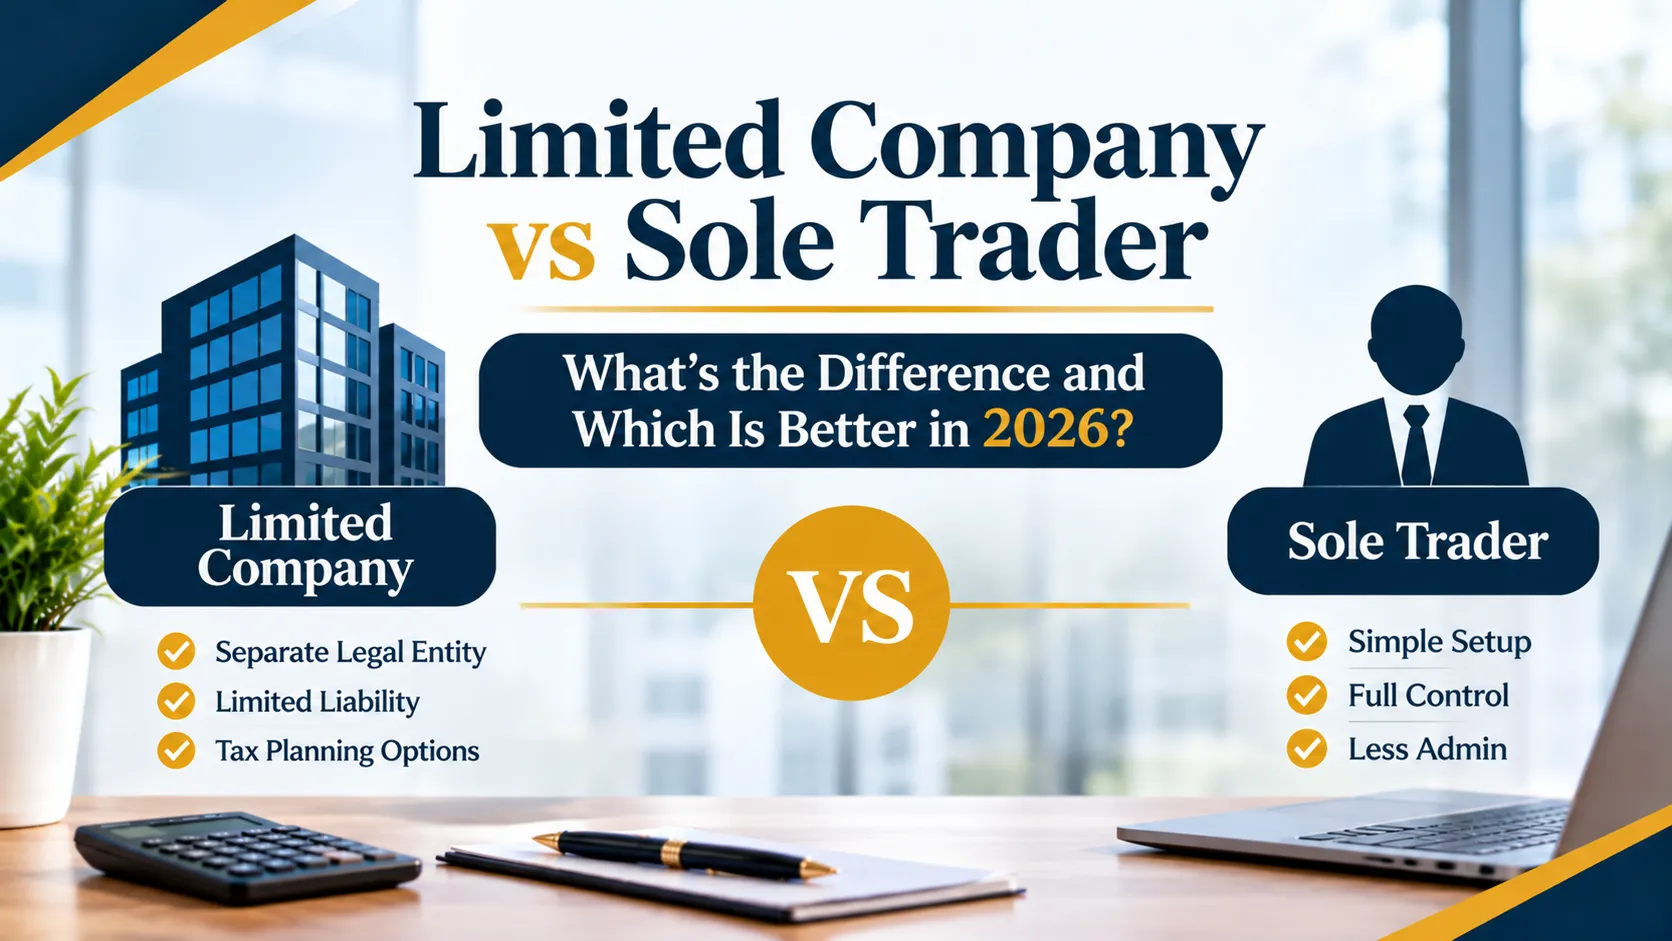 Limited Company
vs Sole Trader
What's the Difference and
Which Is Better in 2026?
Limited
Company
Separate Legal Entity
Limited Liability
Tax Planning Options
VS
Sole Trader
Simple Setup
Full Control
Less Admin